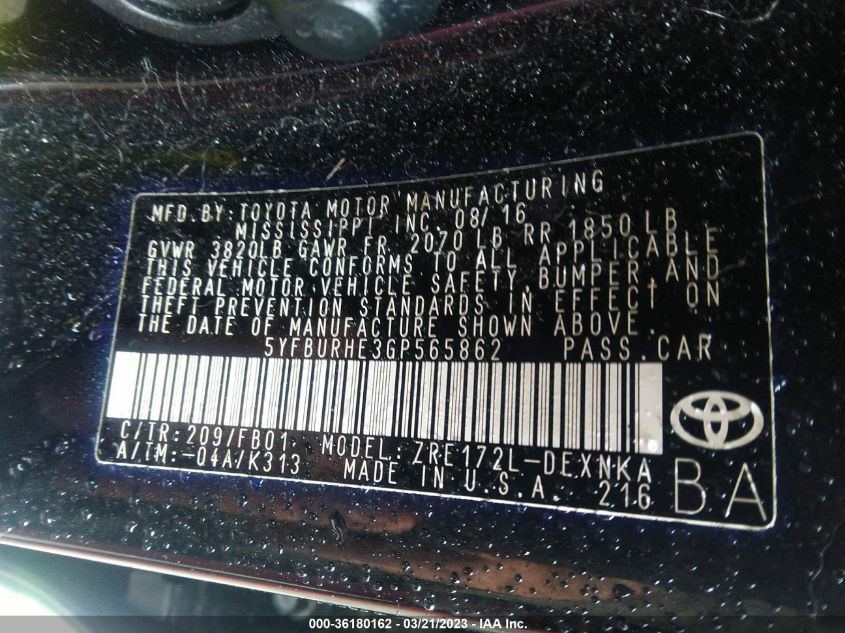 MFD.BY: TOYOTA MOTOR MANUFACTURING
MISSISSIPPI, INC. 08/16
GVWR 3820LB GAWR FR 2070 LB RR 1850 LB
THIS VEHICLE CONFORMS TO ALL APPLICABLE
FEDERAL MOTOR VEHICLE SAFETY, BUMPER, AND
THEFT PREVENTION STANDARDS IN EFFECT ON
THE DATE OF MANUFACTURE SHOWN ABOVE.
5YFBURHE3GP565862 PASS.CAR
C/TR:209/FB01 MODEL:ZRE172L-DEXNKA
A/TM:-04A/K313 MADE IN U.S.A. 216
BA
000-36180162 - 03/21/2023 - IAA Inc.